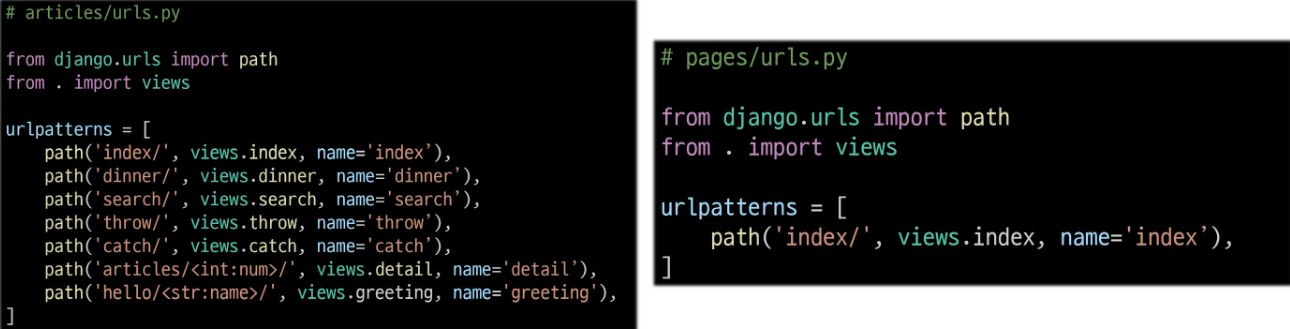 # articles/urls.py
from django.urls import path
from . import views
urlpatterns = [
path('index/', views.index, name='index’),
path('dinner/', views.dinner, name='dinner’),
path('search/', views.search, name='search’),
path('throw/', views.throw, name='throw’),
path('catch/', views.catch, name='catch’),
path('articles/<int:num>/', views.detail, name='detail’),
path('hello/<str:name>/', views.greeting, name='greeting'),
]
# pages/urls.py
from django.urls import path
from . import views
urlpatterns = [
path('index/', views.index, name='index’),
]